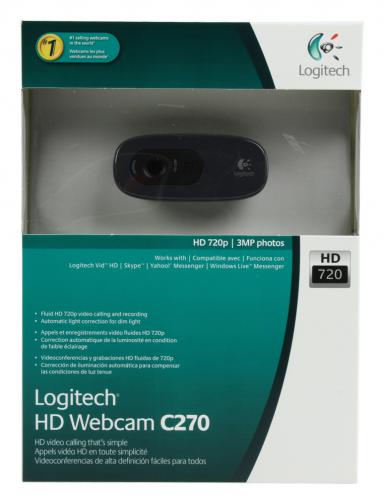 #1
#1 selling webcams
in the world*
Webcams les plus
vendues au monde*
Logitech
Logitech
HD 720p | 3MP photos
Works with | Compatible avec | Funciona con
Logitech Vid™ HD | Skype™ | Yahoo!® Messenger | Windows Live™ Messenger
HD
720
• Fluid HD 720p video calling and recording
• Automatic light correction for dim light
• Appels et enregistrements vidéo fluides HD 720p
• Correction automatique de la luminosité en condition
de faible éclairage
• Videoconferencias y grabaciones HD fluidas de 720p
• Corrección de iluminación automática para compensar
las condiciones de luz tenue
Logitech®
HD Webcam C270
HD video calling that's simple
Appels vidéo HD en toute simplicité
Videoconferencias de alta definición fáciles para todos